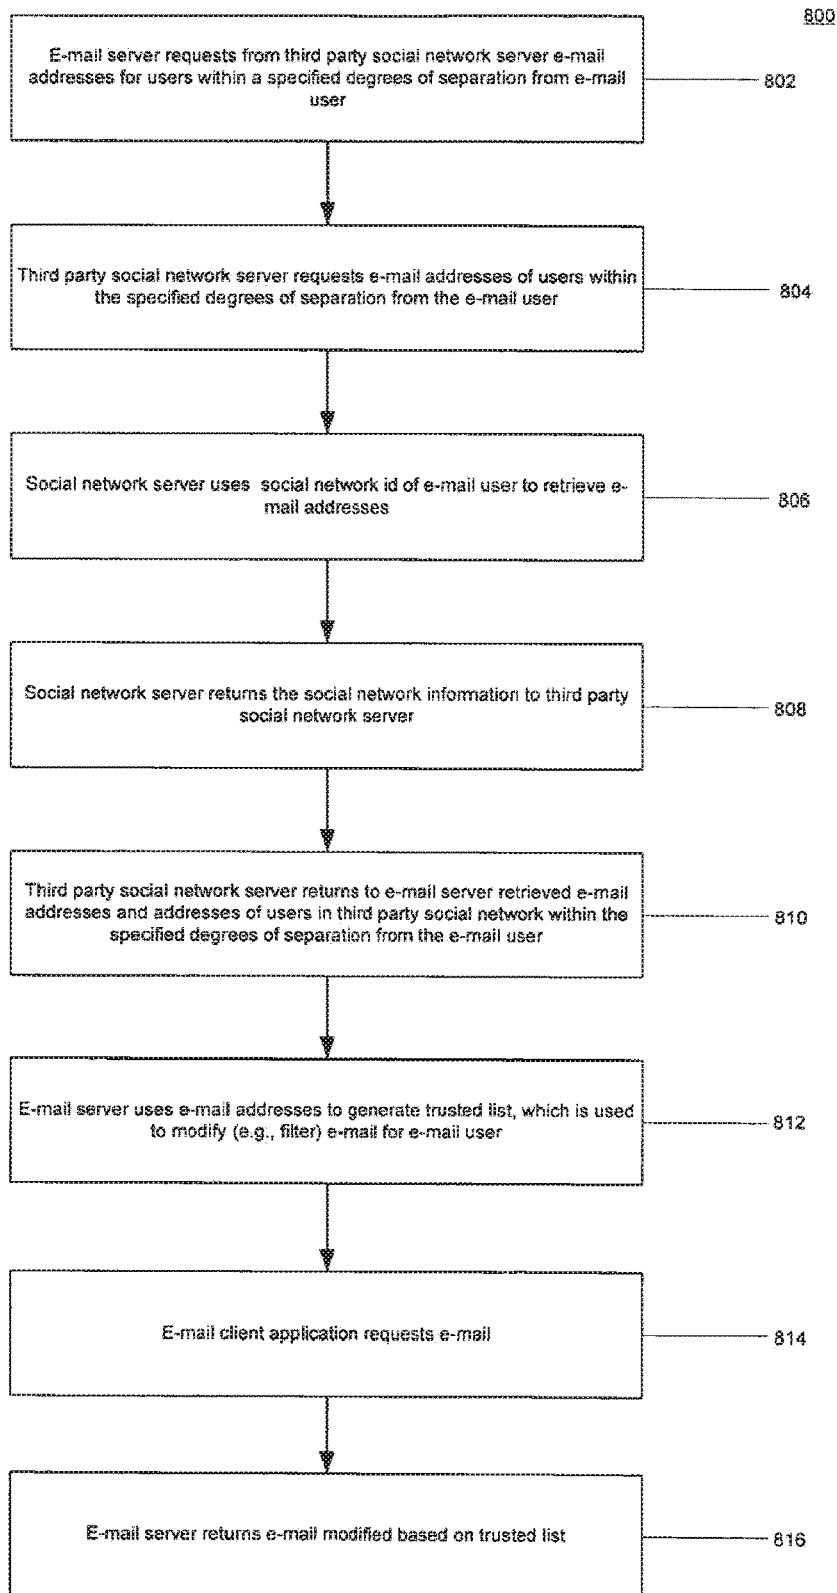 800
E-mail server requests from third party social network server e-mail
addresses for users within a specified degrees of separation from e-mail
user
802
Third party social network server requests e-mail addresses of users within
the specified degrees of separation from the e-mail user
804
Social network server uses social network id of e-mail user to retrieve e-
mail addresses
806
Social network server returns the social network information to third party
social network server
808
Third party social network server returns to e-mail server retrieved e-mail
addresses and addresses of users in third party social network within the
specified degrees of separation from the e-mail user
810
E-mail server uses e-mail addresses to generate trusted list, which is used
to modify (e.g., filter) e-mail for e-mail user
812
E-mail client application requests e-mail
814
E-mail server returns e-mail modified based on trusted list
816